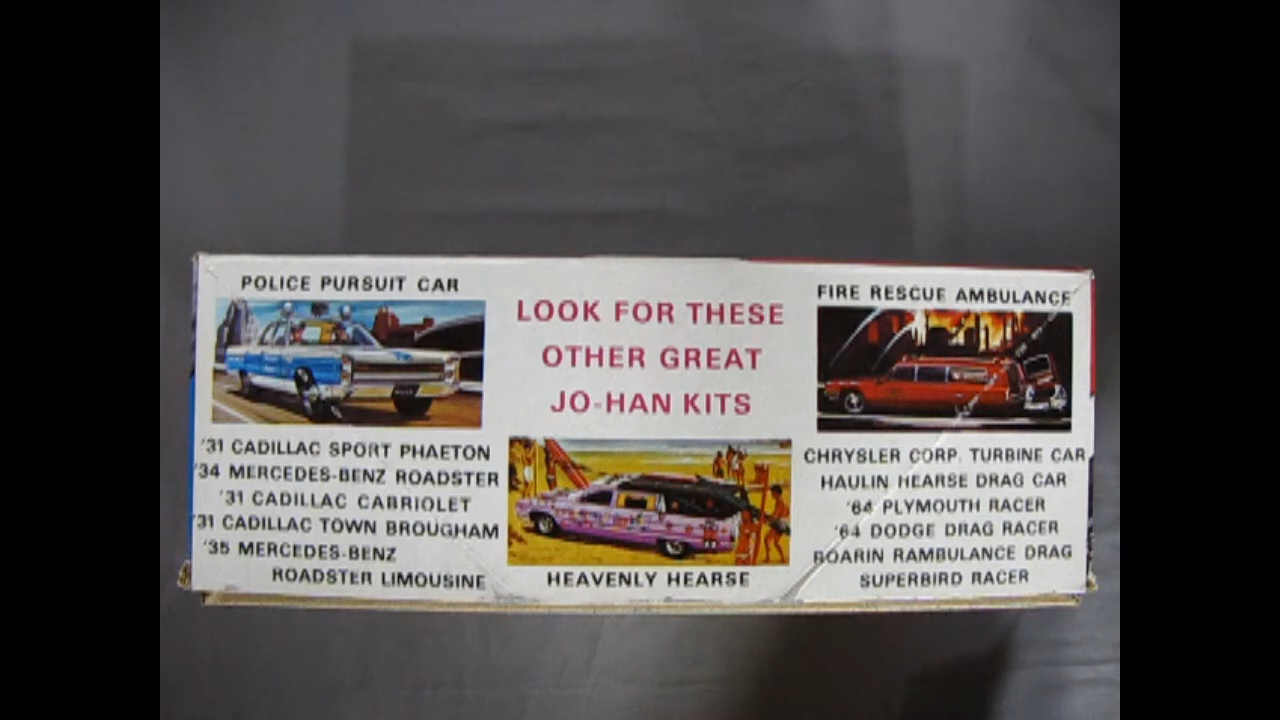 POLICE PURSUIT CAR
'31 CADILLAC SPORT PHAETON
'34 MERCEDES-BENZ ROADSTER
'31 CADILLAC CABRIOLET
'31 CADILLAC TOWN BROUGHAM
'35 MERCEDES-BENZ
ROADSTER LIMOUSINE
LOOK FOR THESE
OTHER GREAT
JO-HAN KITS
HEAVENLY HEARSE
FIRE RESCUE AMBULANCE
CHRYSLER CORP. TURBINE CAR
HAULIN HEARSE DRAG CAR
'64 PLYMOUTH RACER
'64 DODGE DRAG RACER
ROARIN RAMBULANCE DRAG
SUPERBIRD RACER